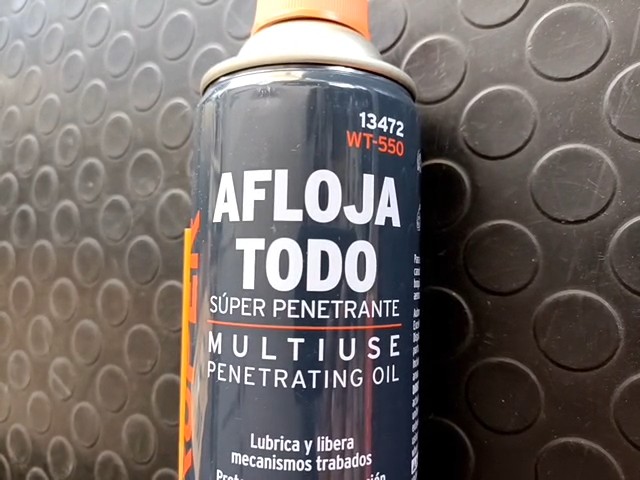 13472
WT-550
AFLOJA
TODO
SÚPER PENETRANTE
MULTIUSE
PENETRATING OIL
Lubrica y libera
mecanismos trabados